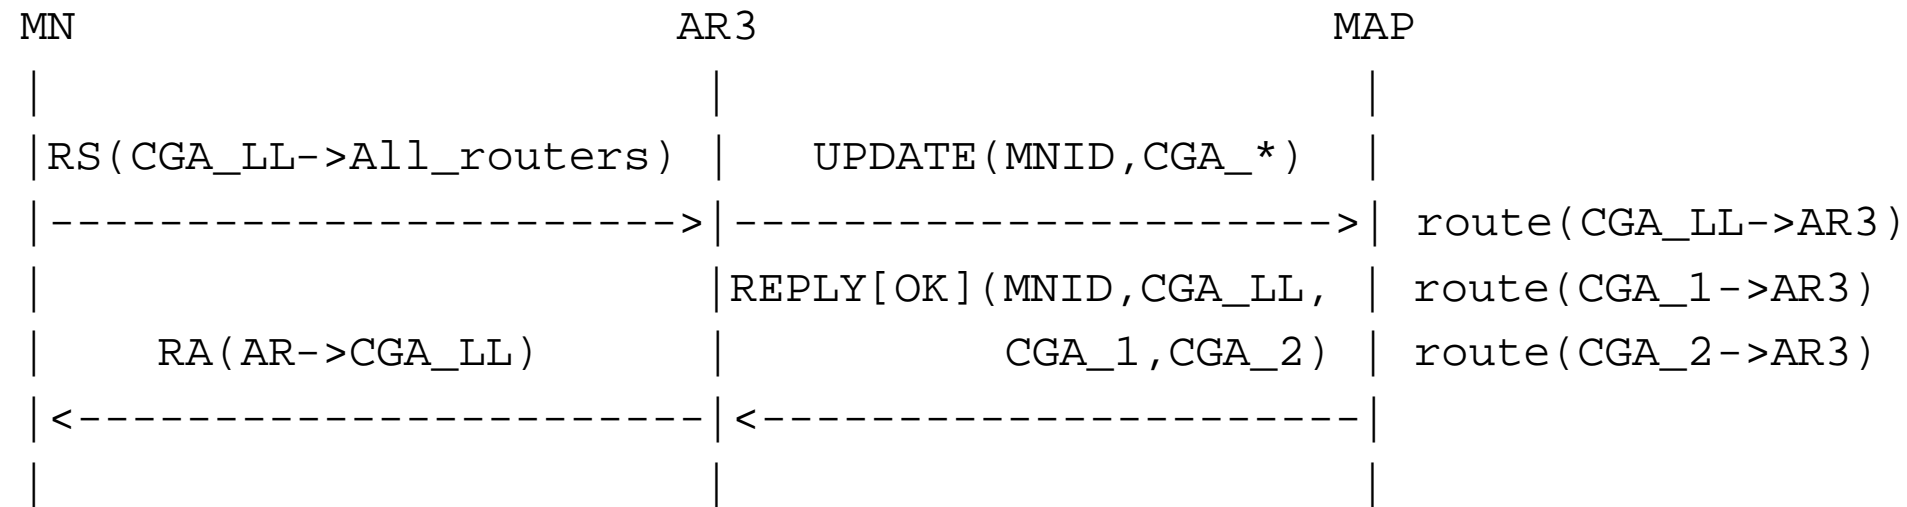 MN                      AR3                    MAP
|                        |                      |
|RS(CGA_LL->All_routers) |   UPDATE(MNID,CGA_*)  |
|----------------------->|--------------------->| route(CGA_LL->AR3)
|                        |REPLY[OK](MNID,CGA_LL, | route(CGA_1->AR3)
|    RA(AR->CGA_LL)      |          CGA_1,CGA_2) | route(CGA_2->AR3)
|<-----------------------|<----------------------|
|                        |                      |